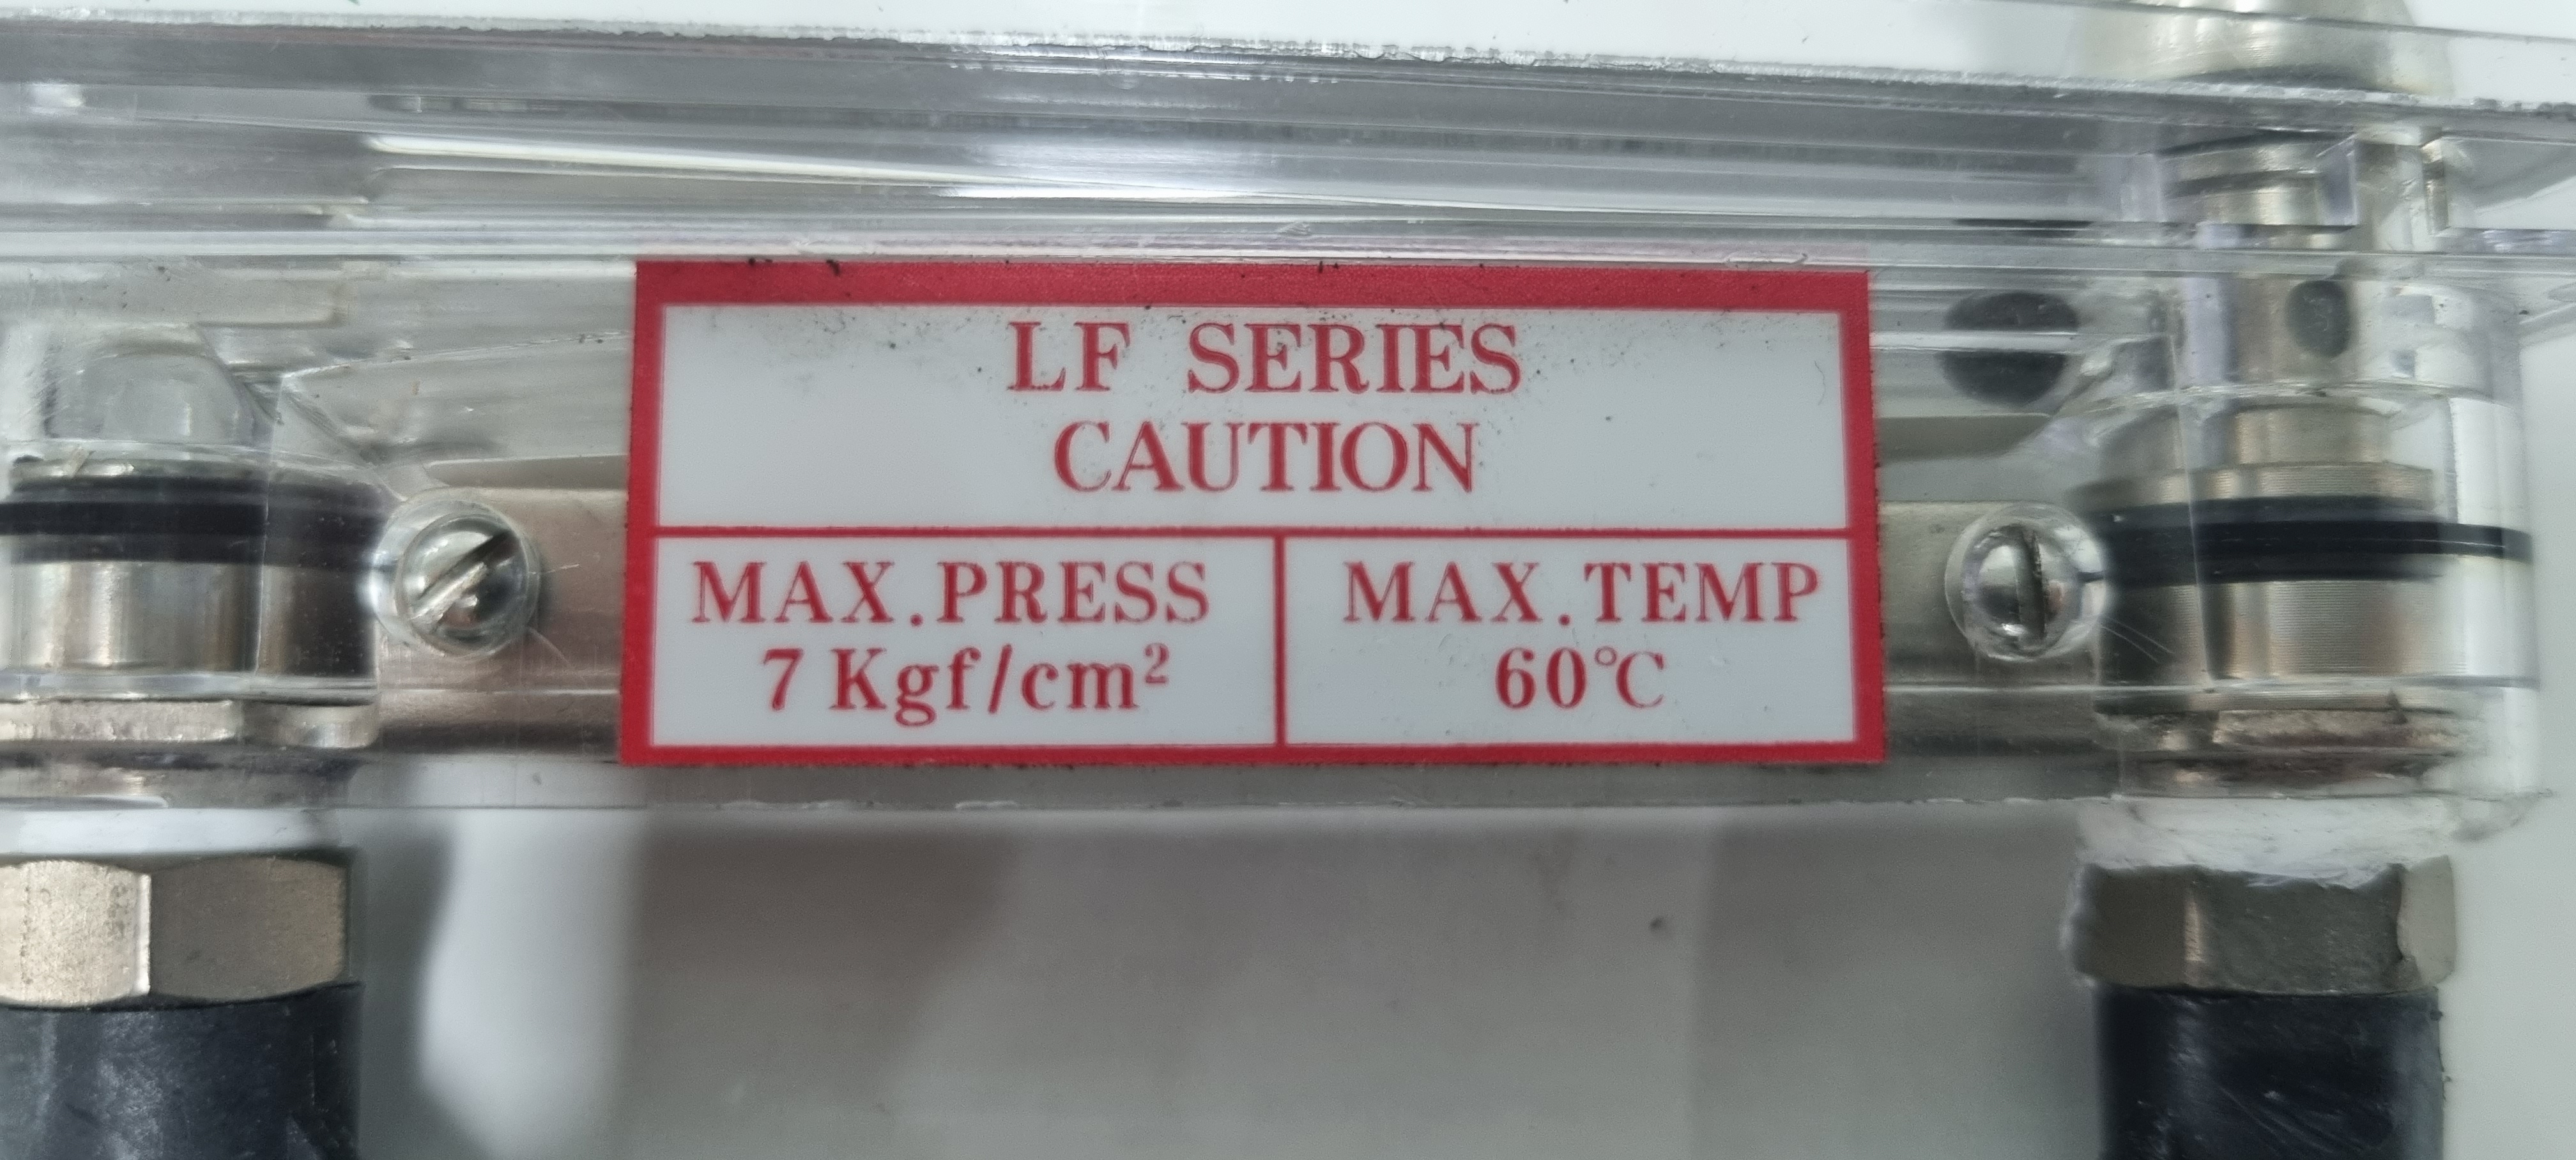 LF SERIES
CAUTION
MAX.PRESS
7 Kgf/cm²
MAX.TEMP
60℃